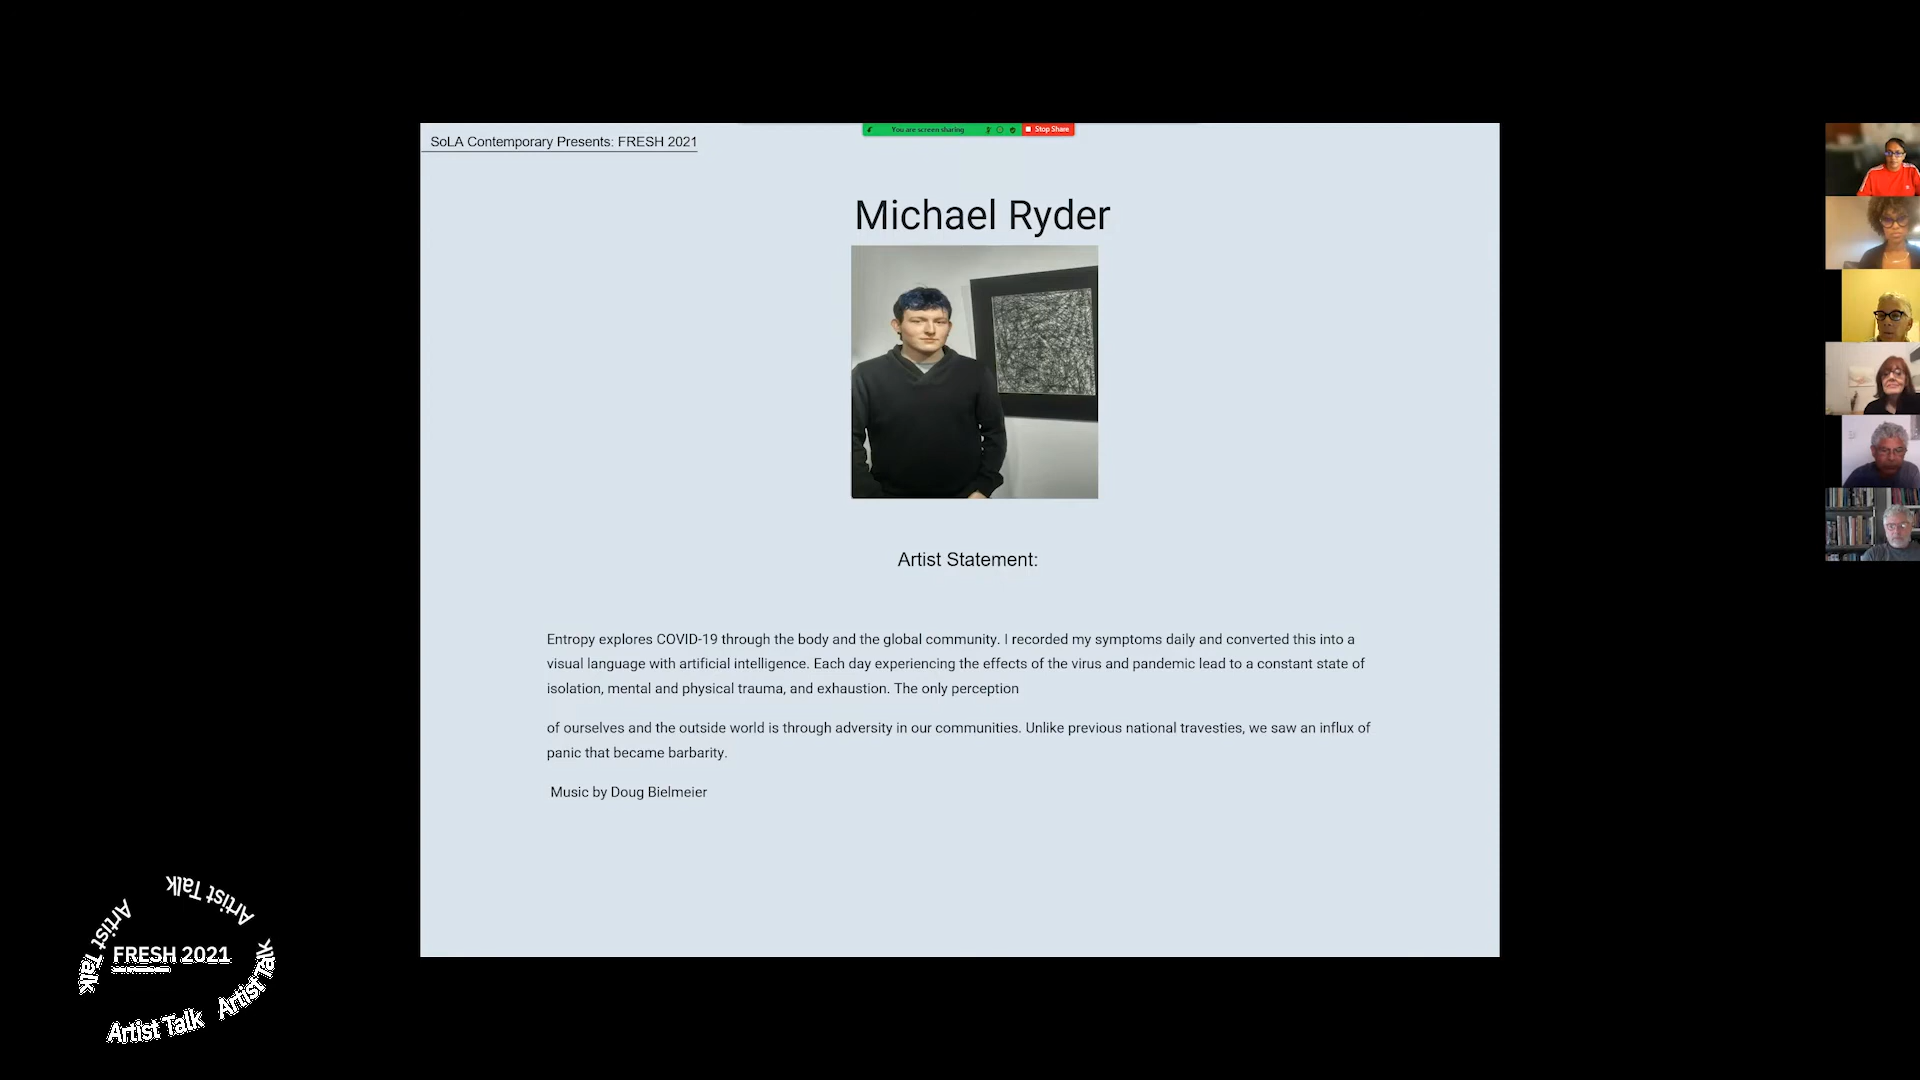 SoLA Contemporary Presents: FRESH 2021
You are screen sharing
Stop Share
Michael Ryder
Artist Statement:
Entropy explores COVID-19 through the body and the global community. I recorded my symptoms daily and converted this into a
visual language with artificial intelligence. Each day experiencing the effects of the virus and pandemic lead to a constant state of
isolation, mental and physical trauma, and exhaustion. The only perception
of ourselves and the outside world is through adversity in our communities. Unlike previous national travesties, we saw an influx of
panic that became barbarity.
Music by Doug Bielmeier
Artist Talk
Artist Talk
FRESH 2021
Artist Talk
Artist Talk